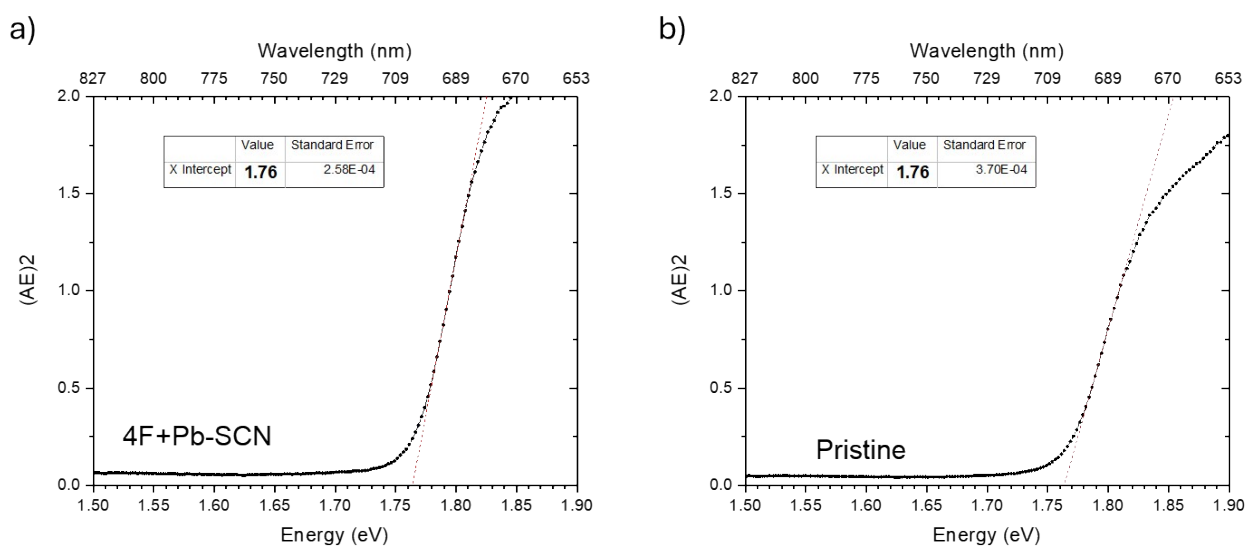 a)
Wavelength (nm)
827 800 775 750 729 709 689 670 653
2.0
1.5
1.0
0.5
0.0
(AE)2
Value Standard Error
X Intercept 1.76 2.58E-04
4F+Pb-SCN
1.50 1.55 1.60 1.65 1.70 1.75 1.80 1.85 1.90
Energy (eV)
b)
Wavelength (nm)
827 800 775 750 729 709 689 670 653
2.0
1.5
1.0
0.5
0.0
(AE)2
Value Standard Error
X Intercept 1.76 3.70E-04
Pristine
1.50 1.55 1.60 1.65 1.70 1.75 1.80 1.85 1.90
Energy (eV)